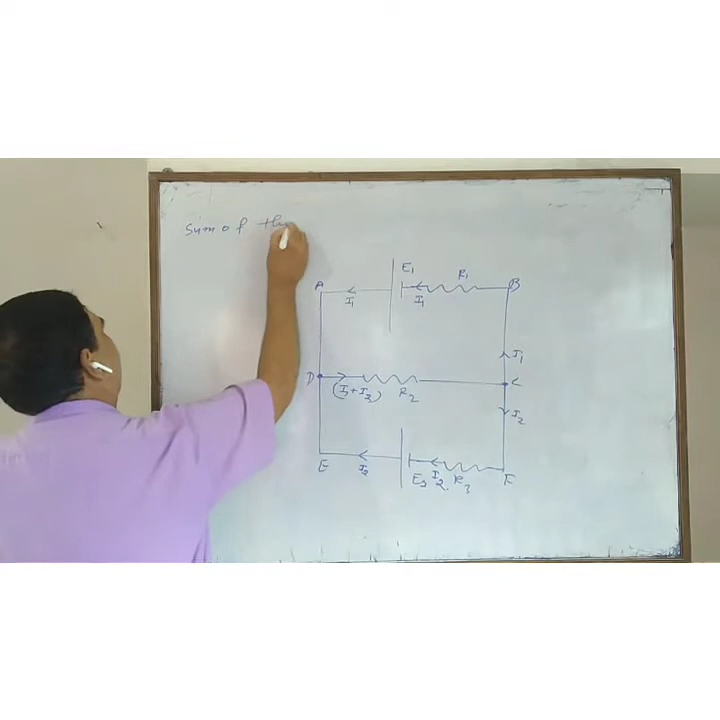 Sum of the
E1
R1
A
B
I1
I1
I1
D
C
(I1+I2)
R2
I2
E
I2
E2
I2
R3
F